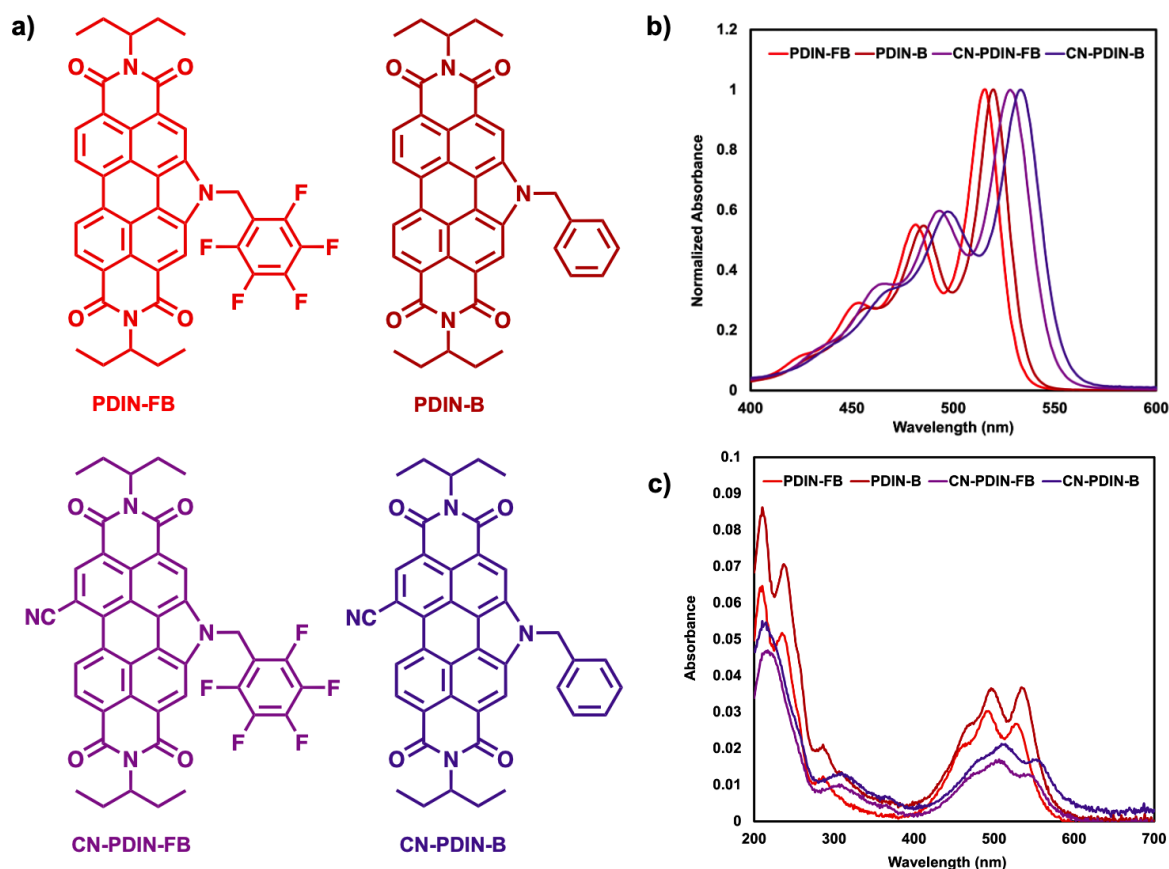 a)
O N O
O N O
N
F
F F
F F
O N O
O N O
N
PDIN-FB
PDIN-B
O N O
O N O
NC
N
F
F F
F F
O N O
O N O
NC
N
CN-PDIN-FB
CN-PDIN-B
b)
1.2
PDIN-FB PDIN-B CN-PDIN-FB CN-PDIN-B
1
0.8
0.6
0.4
0.2
0
Normalized Absorbance
400 450 500 550 600
Wavelength (nm)
c)
0.1
PDIN-FB PDIN-B CN-PDIN-FB CN-PDIN-B
0.09
0.08
0.07
0.06
0.05
0.04
0.03
0.02
0.01
0
Absorbance
200 300 400 500 600 700
Wavelength (nm)